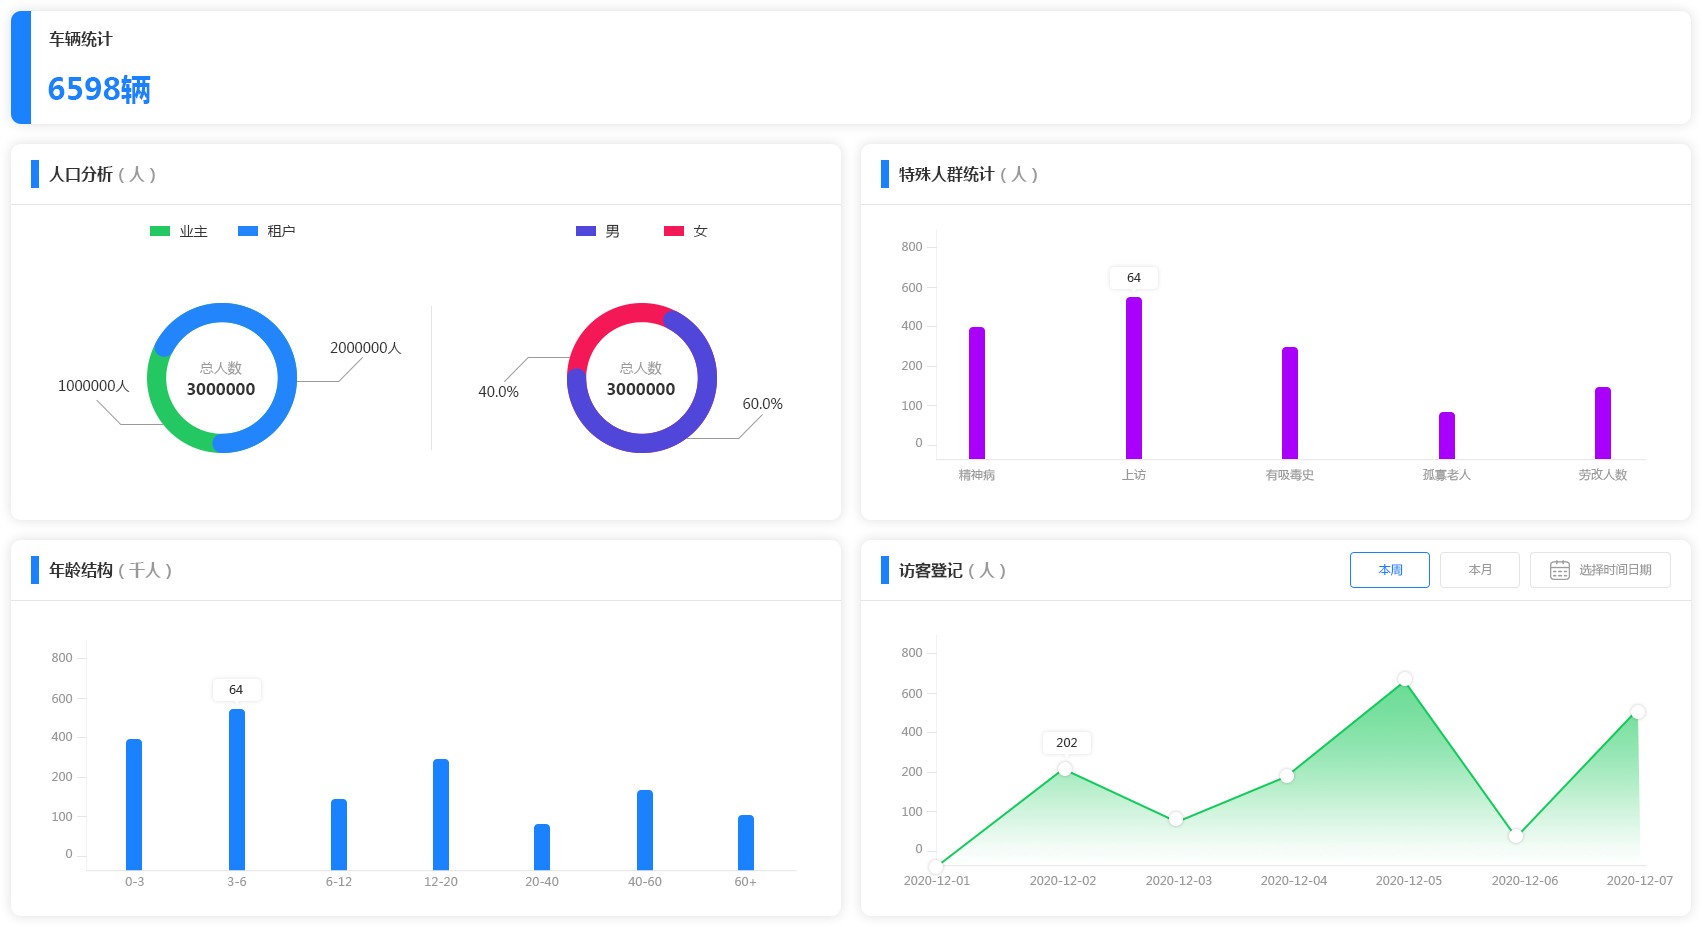 车辆统计
6598辆
人口分析（人）
业主 租户
男 女
2000000人
1000000人
总人数
3000000
40.0%
60.0%
总人数
3000000
特殊人群统计（人）
800
600
400
200
100
0
64
精神病 上访 有吸毒史 孤寡老人 劳改人数
年龄结构（千人）
800
600
400
200
100
0
64
0-3 3-6 6-12 12-20 20-40 40-60 60+
访客登记（人）
本周 本月 选择时间日期
800
600
400
200
100
0
202
2020-12-01 2020-12-02 2020-12-03 2020-12-04 2020-12-05 2020-12-06 2020-12-07